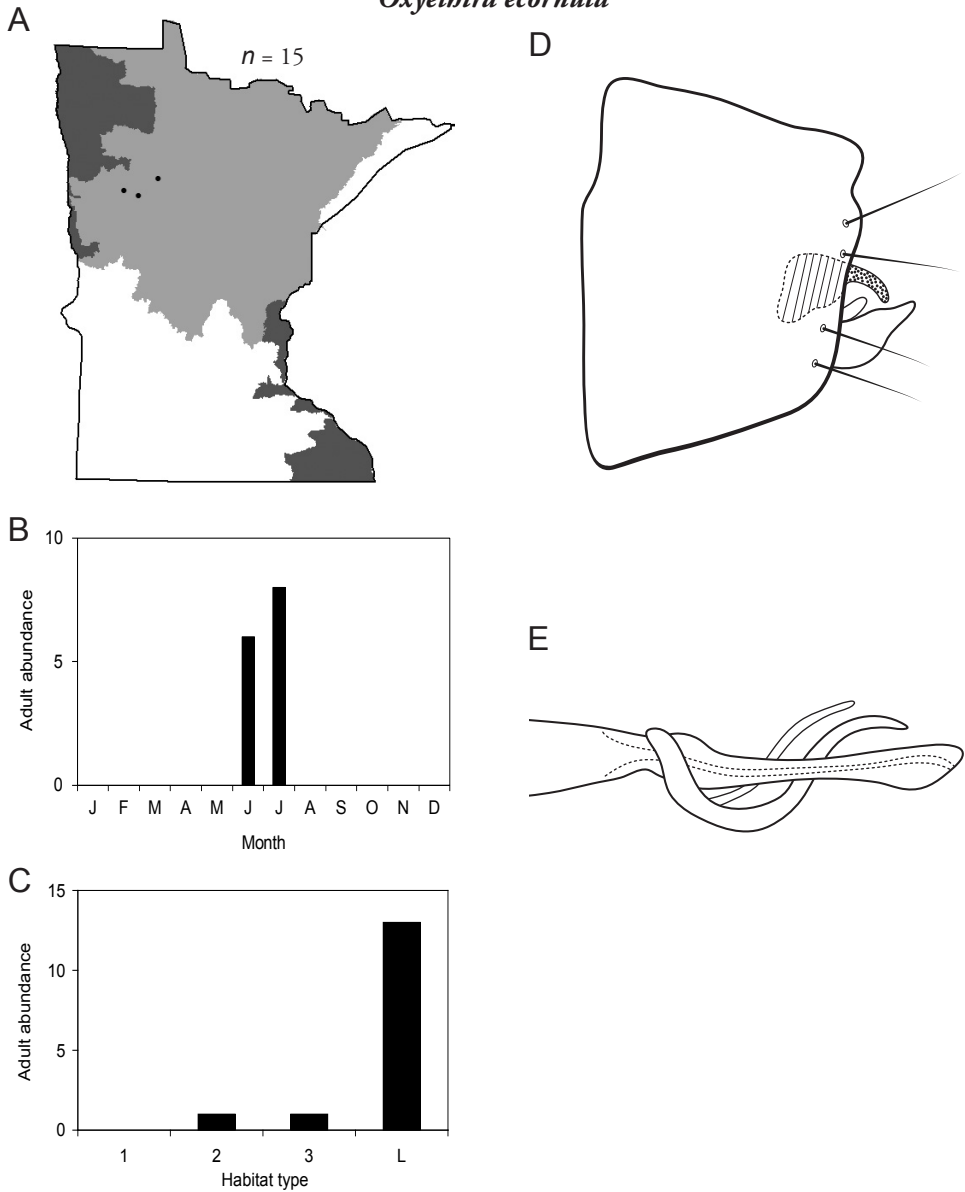 Oxyethira ecornuta
A
n = 15
D
B
10
5
0
Adult abundance
J F M A M J J A S O N D
Month
E
C
15
10
5
0
Adult abundance
1 2 3 L
Habitat type